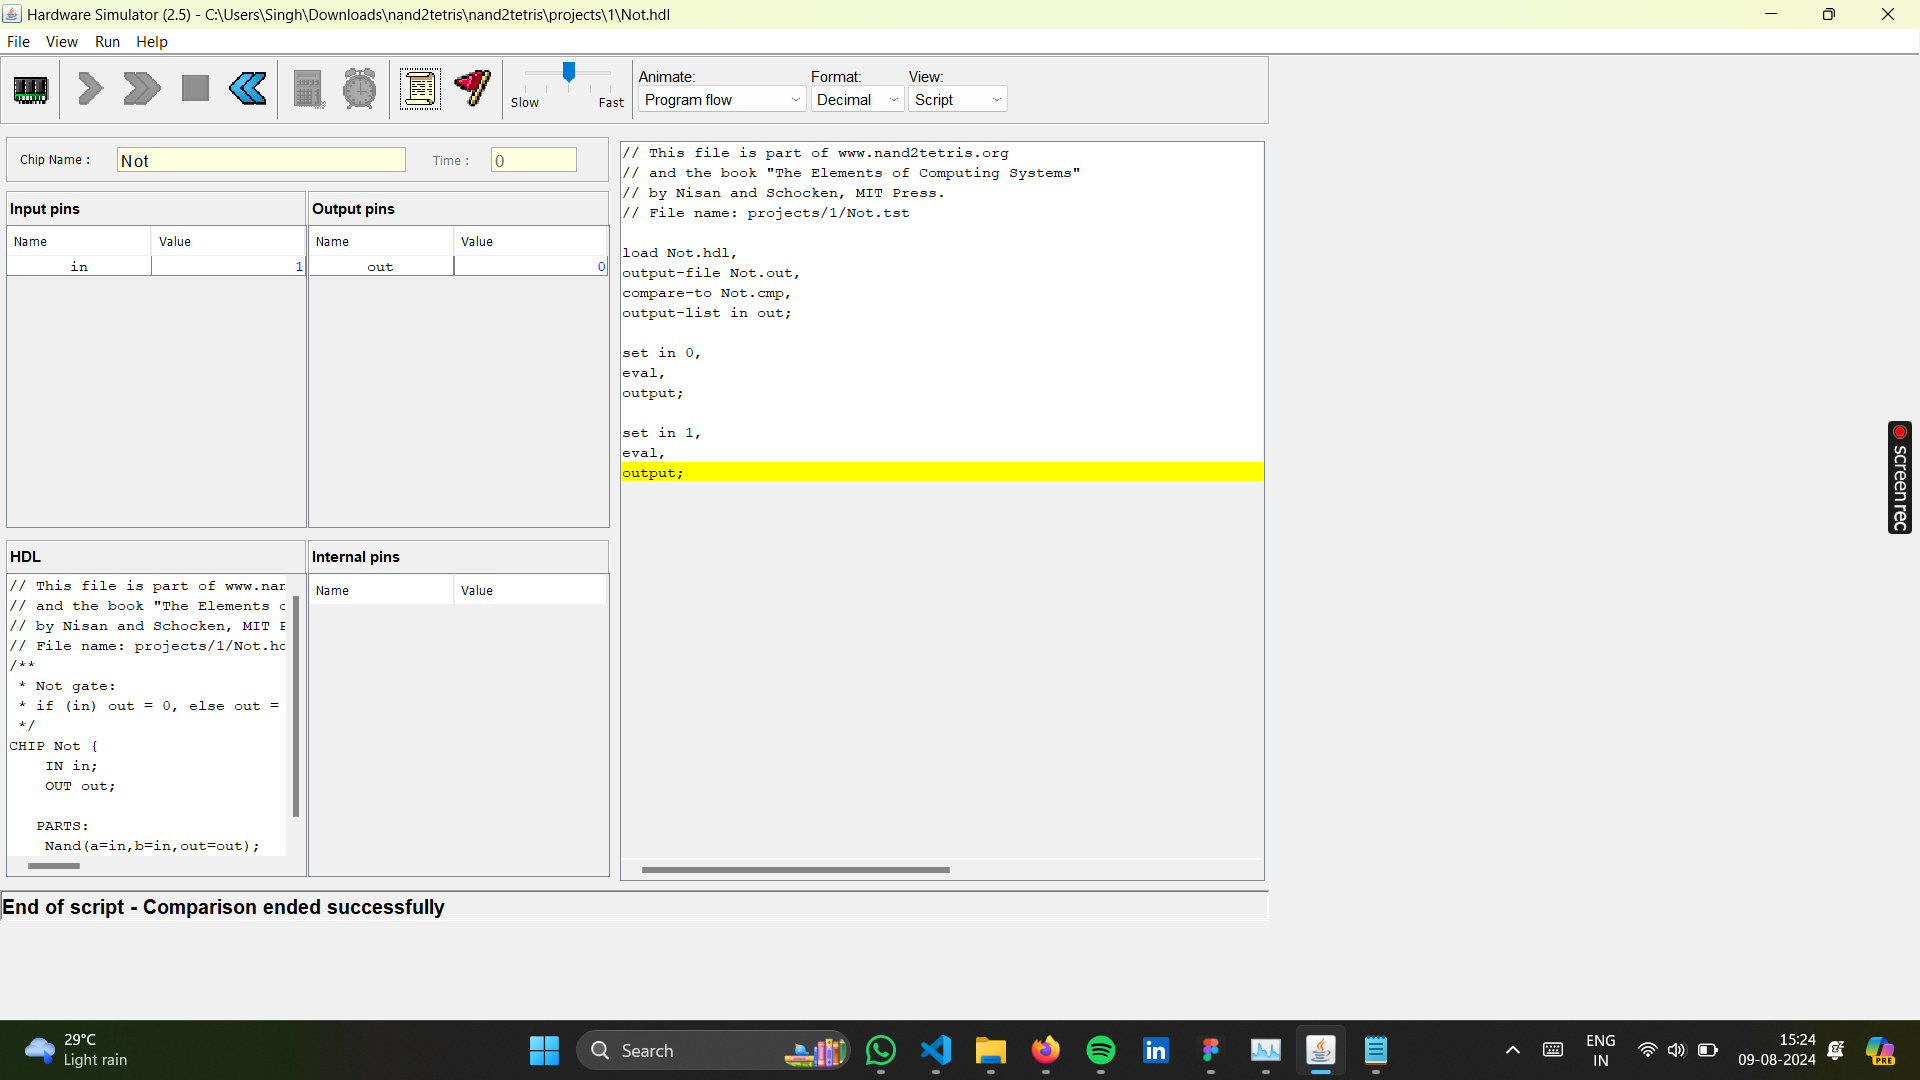 Hardware Simulator (2.5) - C:\Users\Singh\Downloads\nand2tetris\nand2tetris\projects\1\Not.hdl
File View Run Help
Slow Fast
Animate: Format: View:
Program flow Decimal Script
Chip Name : Not Time : 0
Input pins Output pins
Name Value Name Value
in 1 out 0
// This file is part of www.nand2tetris.org
// and the book "The Elements of Computing Systems"
// by Nisan and Schocken, MIT Press.
// File name: projects/1/Not.tst
load Not.hdl,
output-file Not.out,
compare-to Not.cmp,
output-list in out;
set in 0,
eval,
output;
set in 1,
eval,
output;
HDL Internal pins
Name Value
// This file is part of www.nan
// and the book "The Elements
// by Nisan and Schocken, MIT
// File name: projects/1/Not.
/**
* Not gate:
* if (in) out = 0, else out =
*/
CHIP Not {
IN in;
OUT out;
PARTS:
Nand(a=in,b=in,out=out);
End of script - Comparison ended successfully
screenrec
29°C
Light rain
Search
ENG
IN
15:24
09-08-2024
PRE